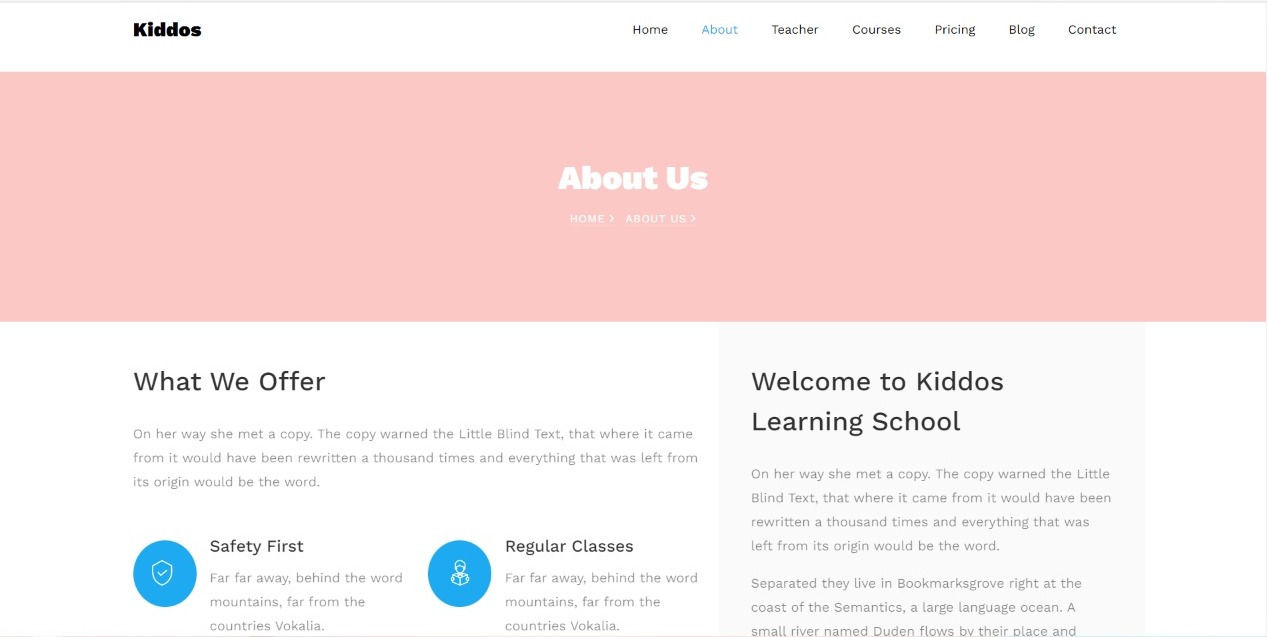 Kiddos
Home About Teacher Courses Pricing Blog Contact
About Us
HOME > ABOUT US >
What We Offer
On her way she met a copy. The copy warned the Little Blind Text, that where it came
from it would have been rewritten a thousand times and everything that was left from
its origin would be the word.
Safety First
Far far away, behind the word
mountains, far from the
countries Vokalia.
Regular Classes
Far far away, behind the word
mountains, far from the
countries Vokalia.
Welcome to Kiddos
Learning School
On her way she met a copy. The copy warned the Little
Blind Text, that where it came from it would have been
rewritten a thousand times and everything that was
left from its origin would be the word.
Separated they live in Bookmarksgrove right at the
coast of the Semantics, a large language ocean. A
small river named Duden flows by their place and